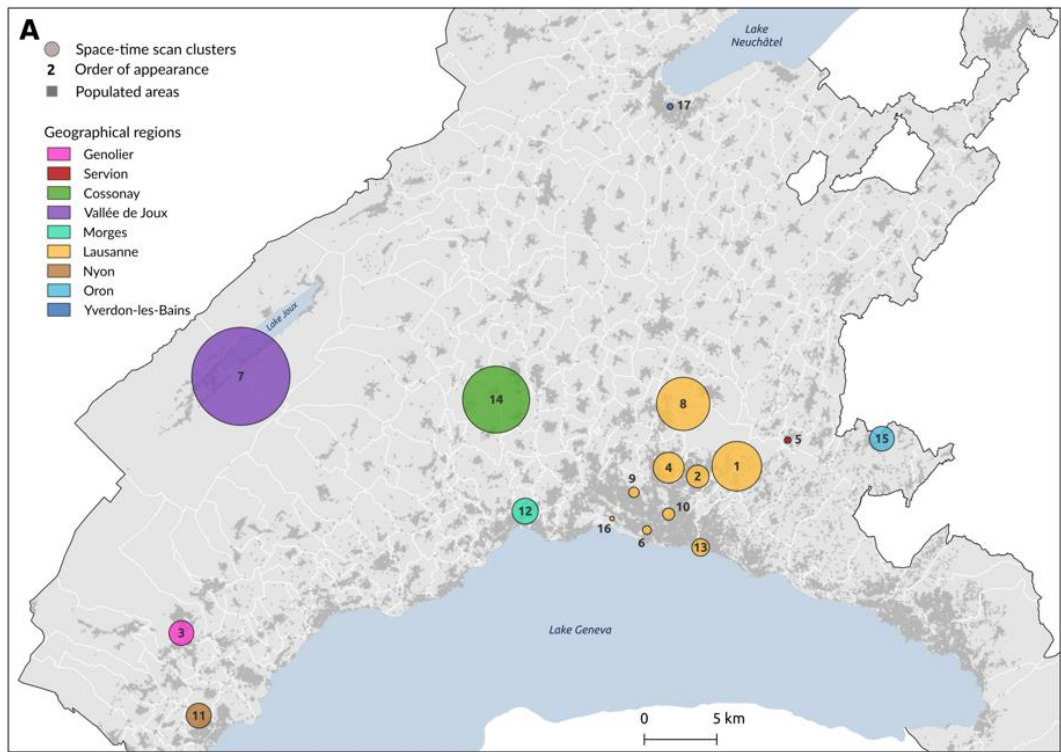 A
Space-time scan clusters
2 Order of appearance
Populated areas
Geographical regions
Genolier
Servion
Cossonay
Vallée de Joux
Morges
Lausanne
Nyon
Oron
Yverdon-les-Bains
Lake
Neuchâtel
17
Lake Joux
7
14
8
5
15
4
2
1
9
12
16
10
6
13
3
Lake Geneva
11
0 5 km